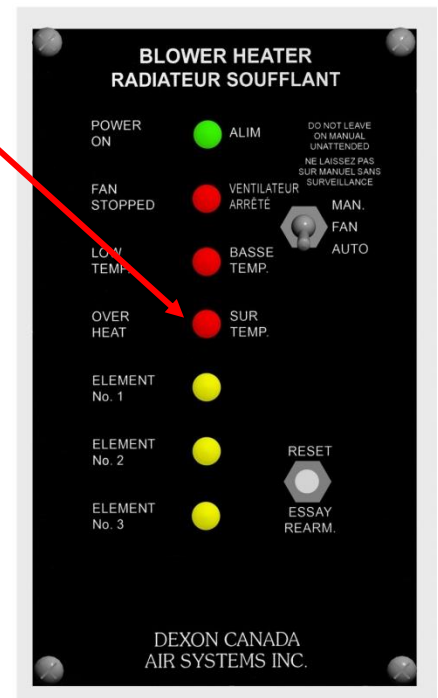 BLOWER HEATER
RADIATEUR SOUFFLANT
POWER
ON
ALIM
DO NOT LEAVE
ON MANUAL
UNATTENDED
NE LAISSEZ PAS
SUR MANUEL SANS
SURVEILLANCE
FAN
STOPPED
VENTILATEUR
ARRÊTÉ
MAN.
FAN
AUTO
LOW
TEMP.
BASSE
TEMP.
OVER
HEAT
SUR
TEMP.
ELEMENT
No. 1
ELEMENT
No. 2
RESET
ELEMENT
No. 3
ESSAY
REARM.
DEXON CANADA
AIR SYSTEMS INC.